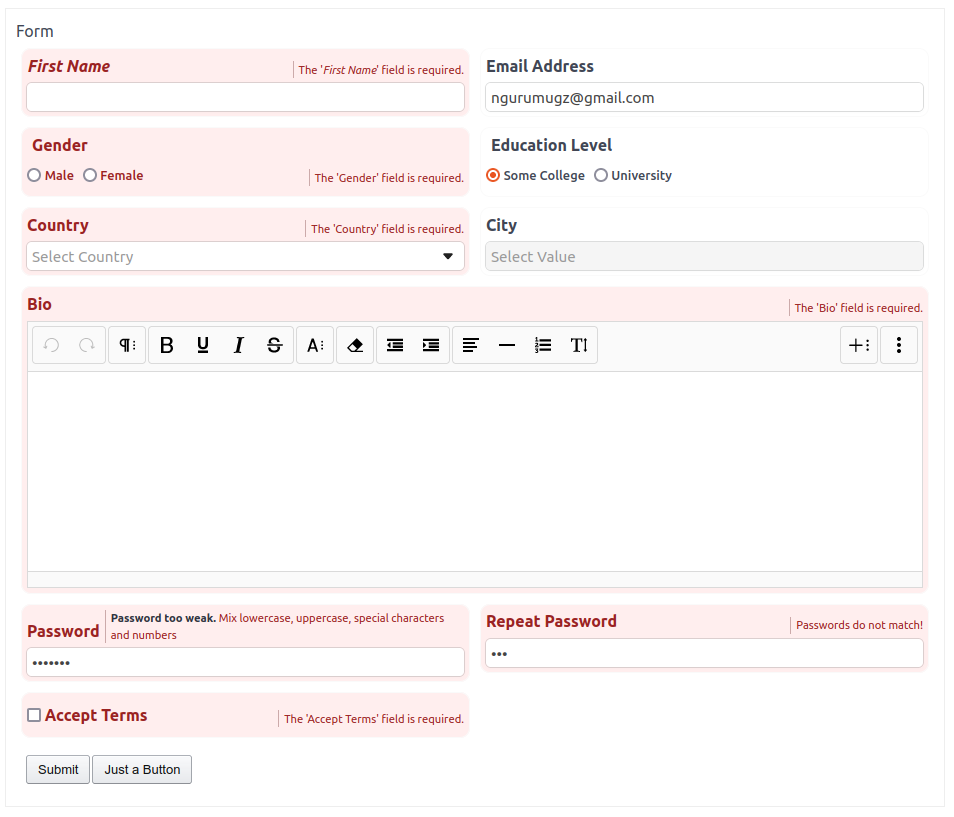 Form
First Name The 'First Name' field is required.
Email Address
ngurumugz@gmail.com
Gender
Male Female The 'Gender' field is required.
Education Level
Some College University
Country The 'Country' field is required.
Select Country
City
Select Value
Bio The 'Bio' field is required.
Password Password too weak. Mix lowercase, uppercase, special characters
and numbers
•••••••
Repeat Password Passwords do not match!
•••
Accept Terms The 'Accept Terms' field is required.
Submit Just a Button